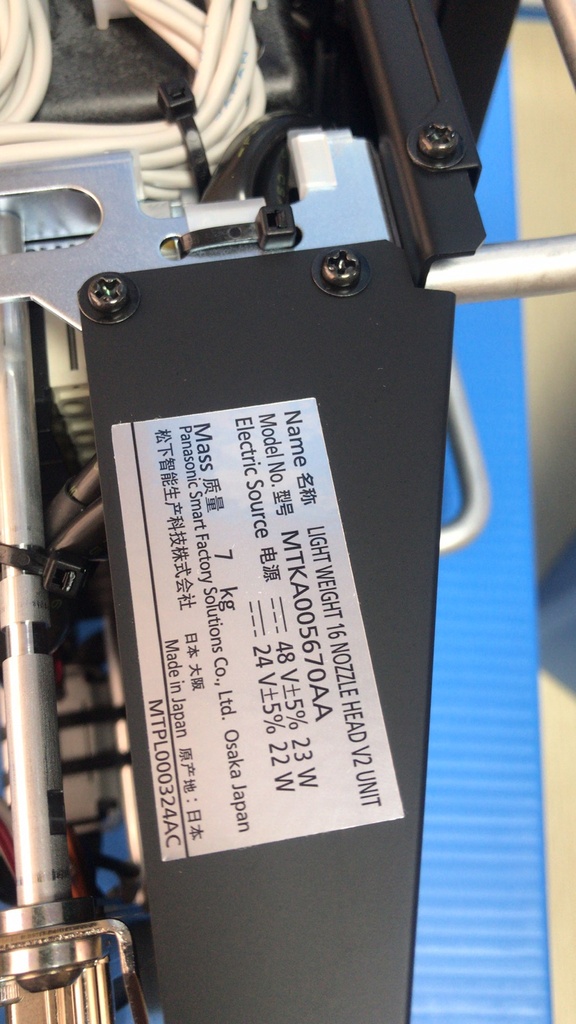 Name 名称 LIGHT WEIGHT 16 NOZZLE HEAD V2 UNIT
Model No. 型号 MTKA005670AA
Electric Source 电源 48 V±5% 23 W
24 V±5% 22 W
Mass 质量 7 kg
Panasonic Smart Factory Solutions Co., Ltd. Osaka Japan
松下智能生产科技株式会社 日本 大阪
Made in Japan 原产地：日本
MTPL000324AC